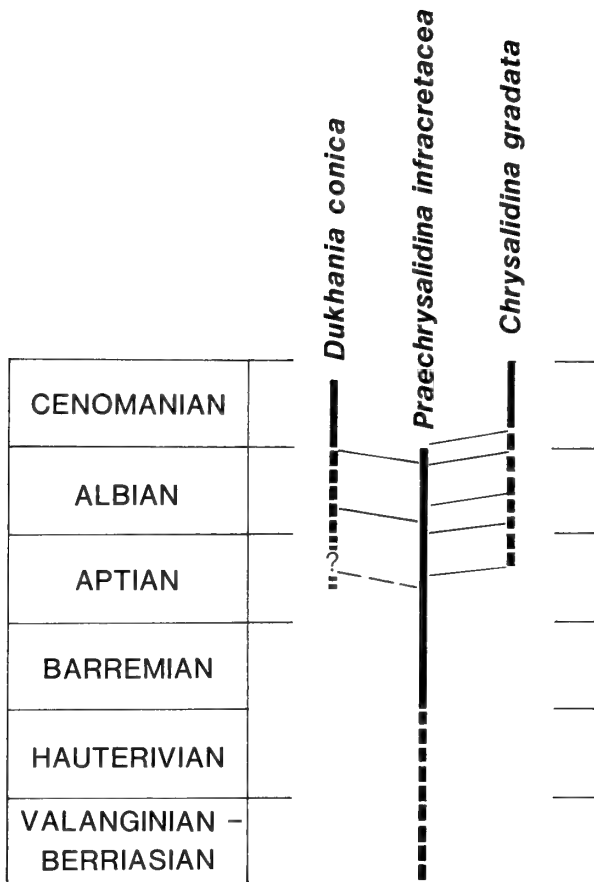 Dukhania conica
Praechrysalidina infracretacea
Chrysalidina gradata
CENOMANIAN
ALBIAN
?
APTIAN
BARREMIAN
HAUTERIVIAN
VALANGINIAN –
BERRIASIAN